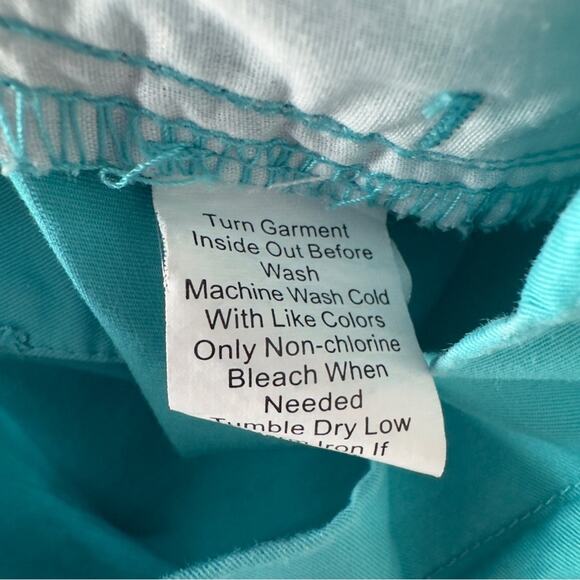 Turn Garment
Inside Out Before
Wash
Machine Wash Cold
With Like Colors
Only Non-chlorine
Bleach When
Needed
Tumble Dry Low
Iron If